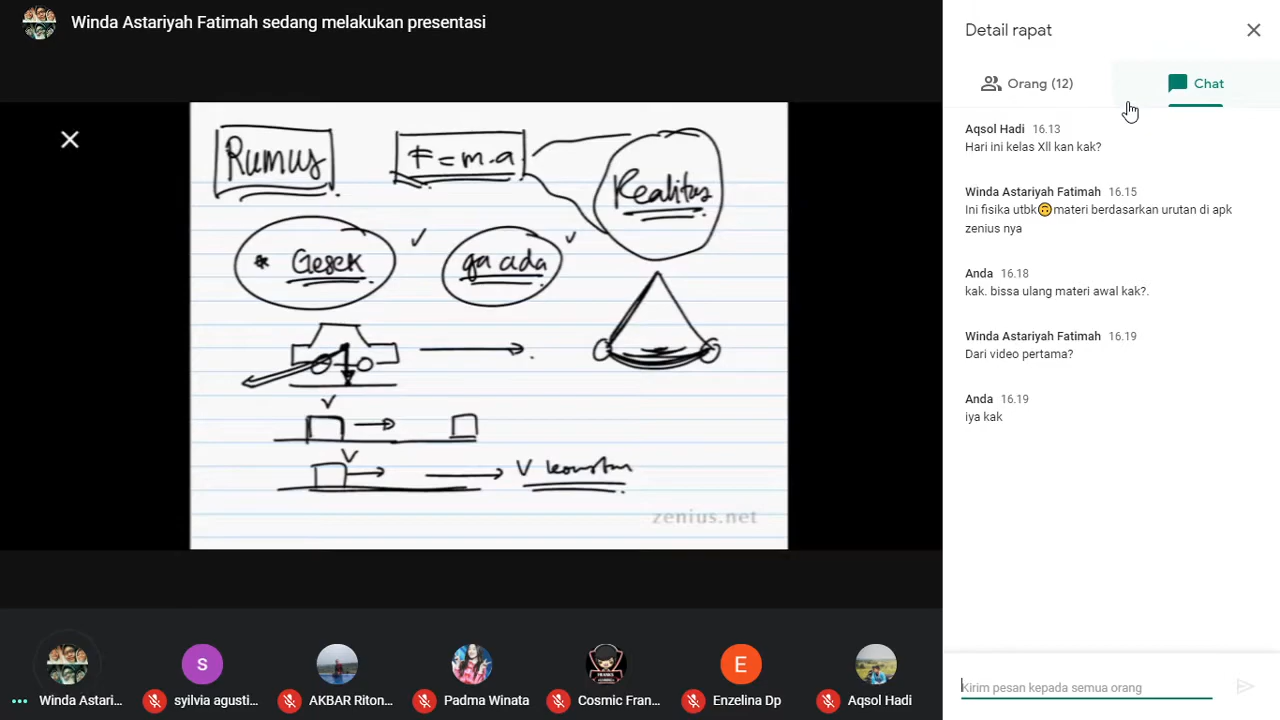 Winda Astariyah Fatimah sedang melakukan presentasi
Rumus
F = m.a
Realitas
* Gesek
ga ada
V
V
V konstan
zenius.net
Winda Astari...
s
syilvia agusti...
AKBAR Riton...
Padma Winata
Cosmic Fran...
E
Enzelina Dp
Aqsol Hadi
Detail rapat
Orang (12)
Chat
Aqsol Hadi 16.13
Hari ini kelas Xll kan kak?
Winda Astariyah Fatimah 16.15
Ini fisika utbk🙃materi berdasarkan urutan di apk
zenius nya
Anda 16.18
kak. bissa ulang materi awal kak?.
Winda Astariyah Fatimah 16.19
Dari video pertama?
Anda 16.19
iya kak
Kirim pesan kepada semua orang